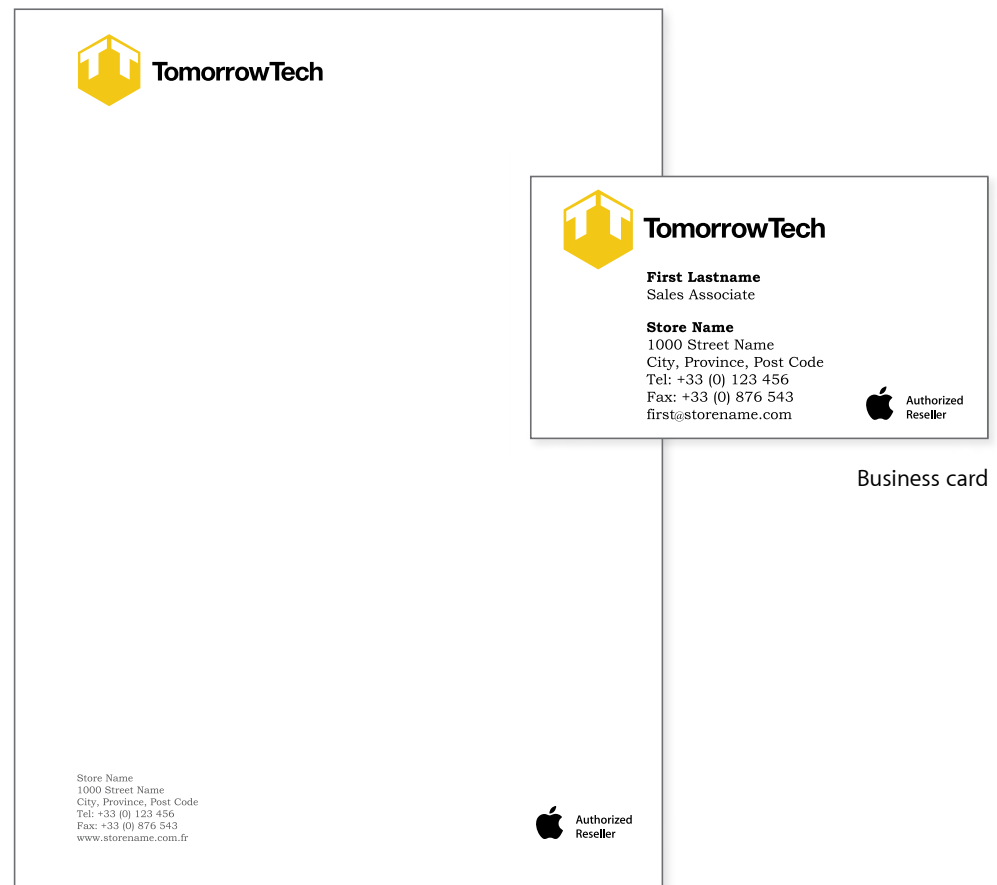 TomorrowTech
TomorrowTech
First Lastname
Sales Associate
Store Name
1000 Street Name
City, Province, Post Code
Tel: +33 (0) 123 456
Fax: +33 (0) 876 543
first@storename.com
Authorized
Reseller
Business card
Store Name
1000 Street Name
City, Province, Post Code
Tel: +33 (0) 123 456
Fax: +33 (0) 876 543
www.storename.com.fr
Authorized
Reseller